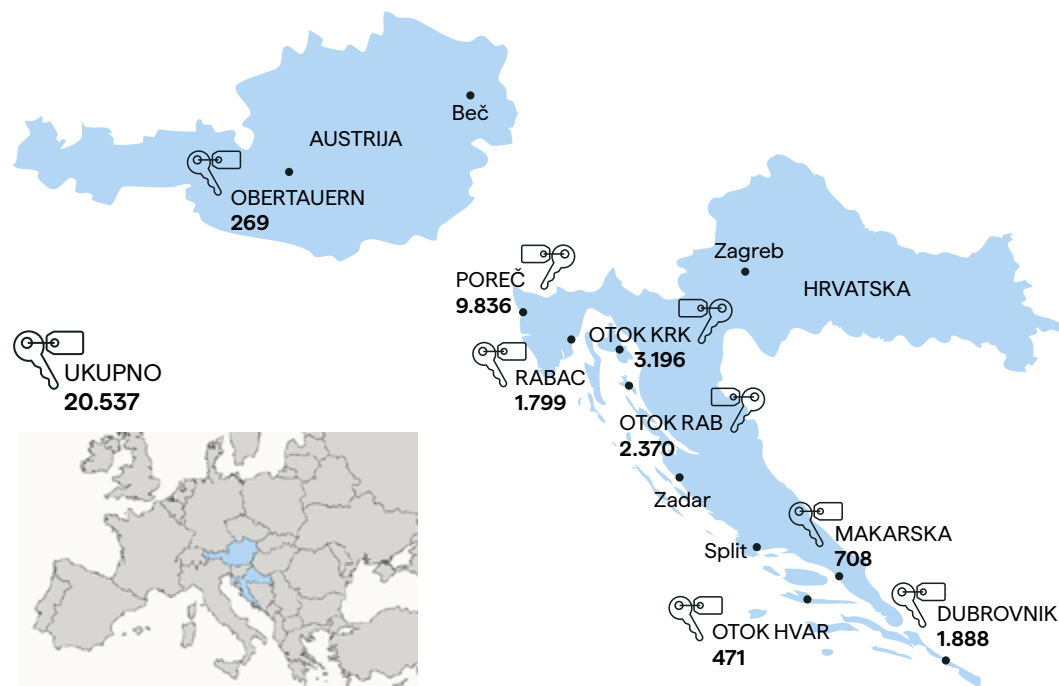 Beč
AUSTRIJA
OBERTAUERN
269
Zagreb
POREČ
9.836
HRVATSKA
OTOK KRK
3.196
UKUPNO
20.537
RABAC
1.799
OTOK RAB
2.370
Zadar
MAKARSKA
708
Split
DUBROVNIK
1.888
OTOK HVAR
471